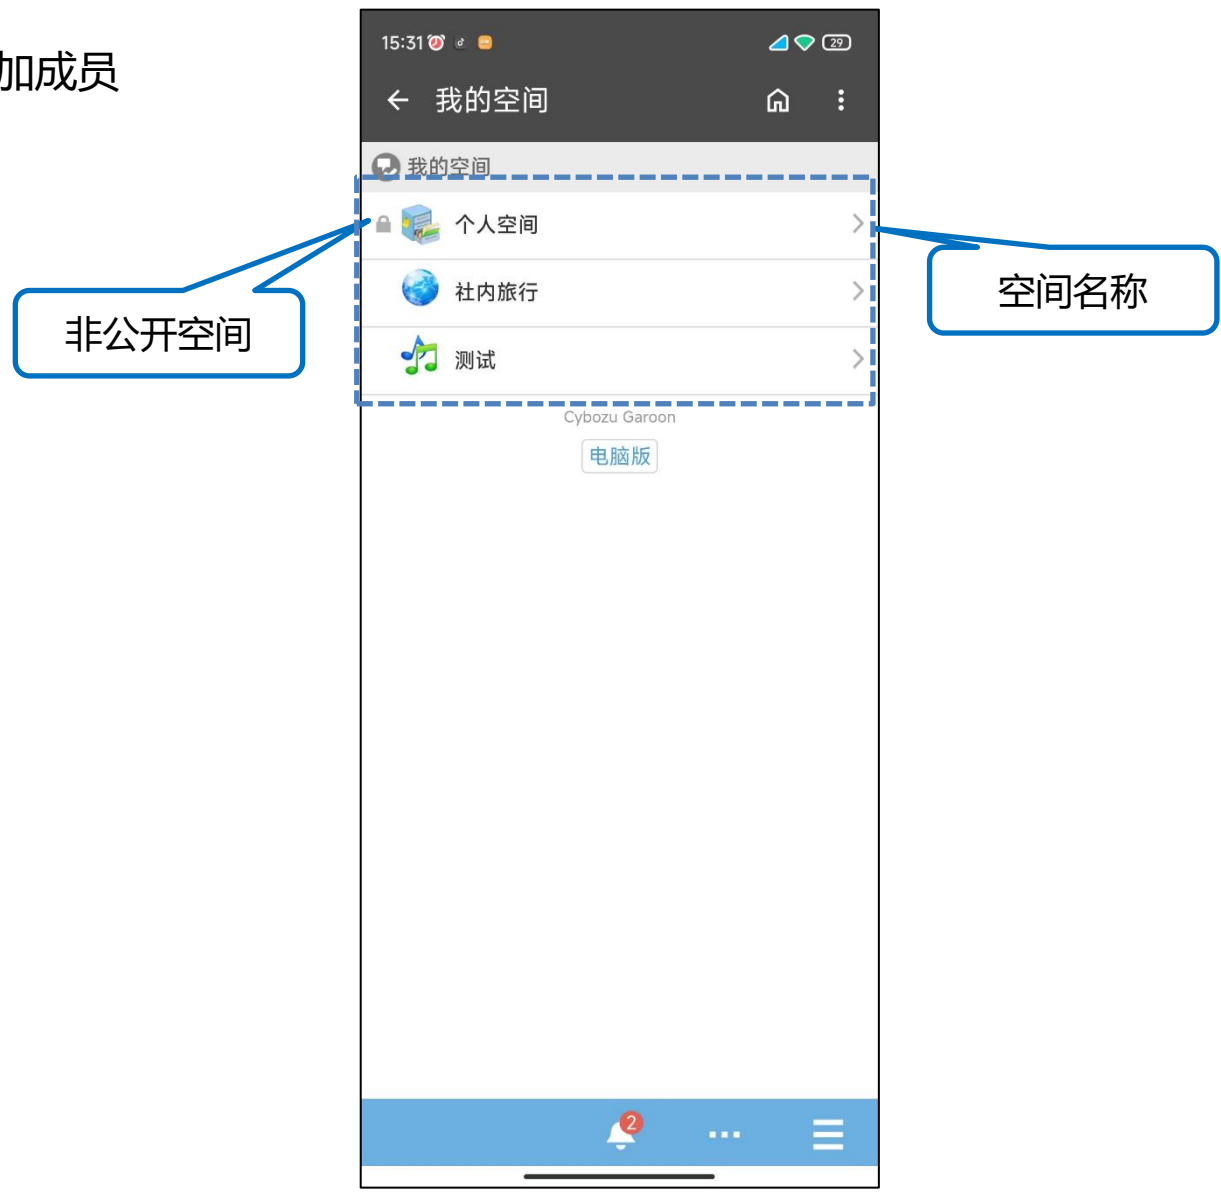 加成员
15:31
29
我的空间
我的空间
个人空间
社内旅行
测试
非公开空间
空间名称
Cybozu Garoon
电脑版
2